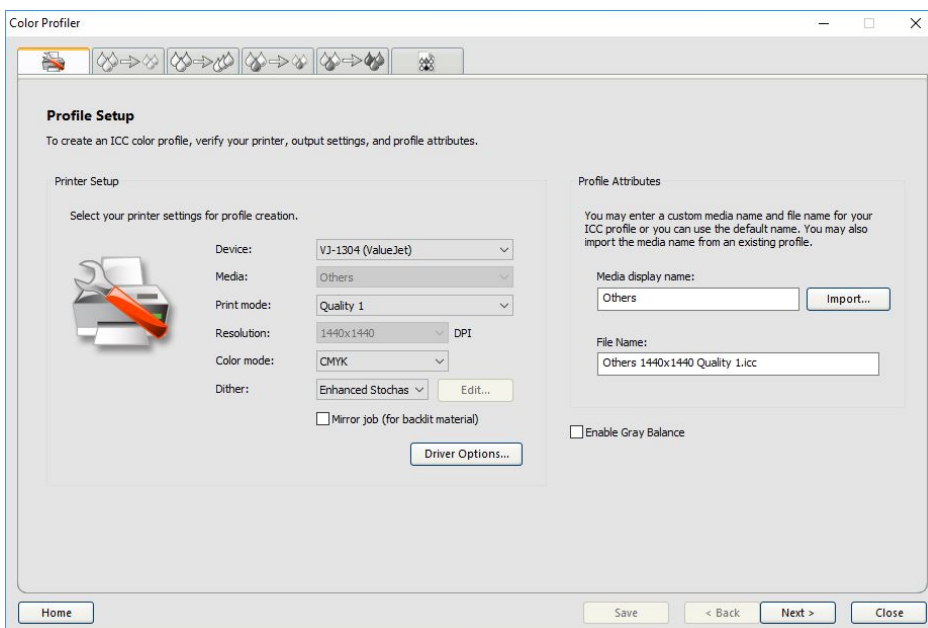 Color Profiler
Profile Setup
To create an ICC color profile, verify your printer, output settings, and profile attributes.
Printer Setup
Select your printer settings for profile creation.
Device: VJ-1304 (ValueJet)
Media: Others
Print mode: Quality 1
Resolution: 1440x1440 DPI
Color mode: CMYK
Dither: Enhanced Stochas Edit...
Mirror job (for backlit material)
Driver Options...
Profile Attributes
You may enter a custom media name and file name for your
ICC profile or you can use the default name. You may also
import the media name from an existing profile.
Media display name:
Others Import...
File Name:
Others 1440x1440 Quality 1.icc
Enable Gray Balance
Home Save < Back Next > Close